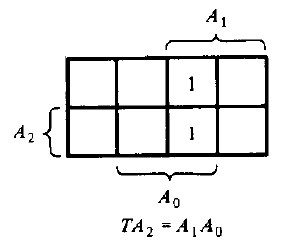 A₁
1
A₂ 1
A₀
TA₂ = A₁A₀